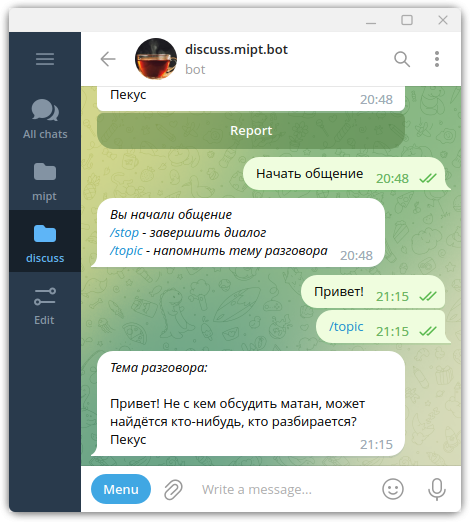 discuss.mipt.bot
bot
All chats
mipt
discuss
Edit
Пекус
20:48
Report
Начать общение 20:48
Вы начали общение
/stop - завершить диалог
/topic - напомнить тему разговора 20:48
Привет! 21:15
/topic 21:15
Тема разговора:
Привет! Не с кем обсудить матан, может
найдётся кто-нибудь, кто разбирается?
Пекус
21:15
Menu
Write a message...